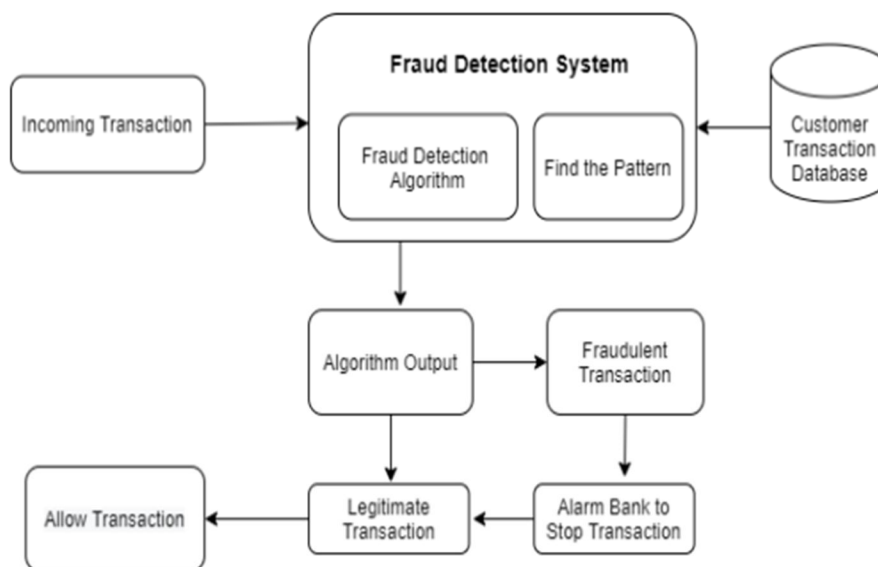 Fraud Detection System
Incoming Transaction
Fraud Detection
Algorithm
Find the Pattern
Customer
Transaction
Database
Algorithm Output
Fraudulent
Transaction
Allow Transaction
Legitimate
Transaction
Alarm Bank to
Stop Transaction